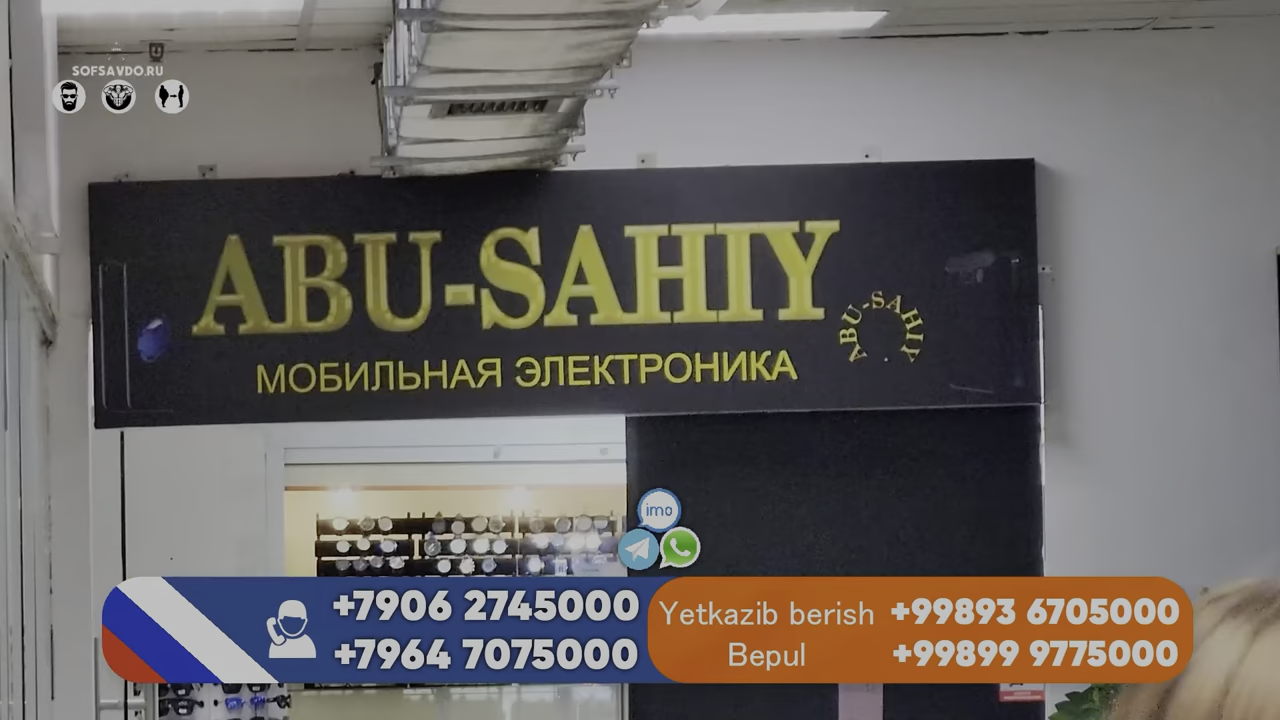 SOFSAVDO.RU
ABU-SAHIY
МОБИЛЬНАЯ ЭЛЕКТРОНИКА
ABU-SAHIY
imo
+7906 2745000
+7964 7075000
Yetkazib berish +99893 6705000
Bepul +99899 9775000